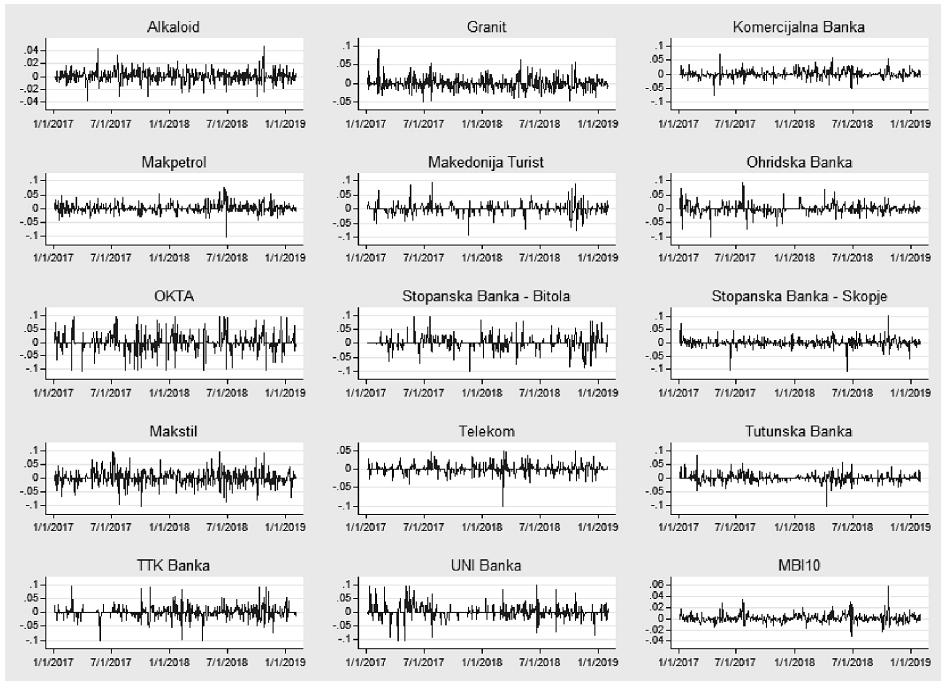 Alkaloid Granit Komercijalna Banka
.04 .1 .1
.02 .05 .05
0 0 0
-.02 -.05 -.05
-.04 -.1
1/1/2017 7/1/2017 1/1/2018 7/1/2018 1/1/2019 1/1/2017 7/1/2017 1/1/2018 7/1/2018 1/1/2019 1/1/2017 7/1/2017 1/1/2018 7/1/2018 1/1/2019
Makpetrol Makedonija Turist Ohridska Banka
.1 .1 .1
.05 .05 .05
0 0 0
-.05 -.05 -.05
-.1 -.1 -.1
1/1/2017 7/1/2017 1/1/2018 7/1/2018 1/1/2019 1/1/2017 7/1/2017 1/1/2018 7/1/2018 1/1/2019 1/1/2017 7/1/2017 1/1/2018 7/1/2018 1/1/2019
OKTA Stopanska Banka - Bitola Stopanska Banka - Skopje
.1 .1 .1
.05 .05 .05
0 0 0
-.05 -.05 -.05
-.1 -.1 -.1
1/1/2017 7/1/2017 1/1/2018 7/1/2018 1/1/2019 1/1/2017 7/1/2017 1/1/2018 7/1/2018 1/1/2019 1/1/2017 7/1/2017 1/1/2018 7/1/2018 1/1/2019
Makstil Telekom Tutunska Banka
.1 .05 .1
.05 0 .05
0 -.05 0
-.05 -.1 -.05
-.1 -.1
1/1/2017 7/1/2017 1/1/2018 7/1/2018 1/1/2019 1/1/2017 7/1/2017 1/1/2018 7/1/2018 1/1/2019 1/1/2017 7/1/2017 1/1/2018 7/1/2018 1/1/2019
TTK Banka UNI Banka MBI10
.1 .1 .06
.05 .05 .04
0 0 .02
-.05 -.05 0
-.1 -.1 -.02
-.04
1/1/2017 7/1/2017 1/1/2018 7/1/2018 1/1/2019 1/1/2017 7/1/2017 1/1/2018 7/1/2018 1/1/2019 1/1/2017 7/1/2017 1/1/2018 7/1/2018 1/1/2019